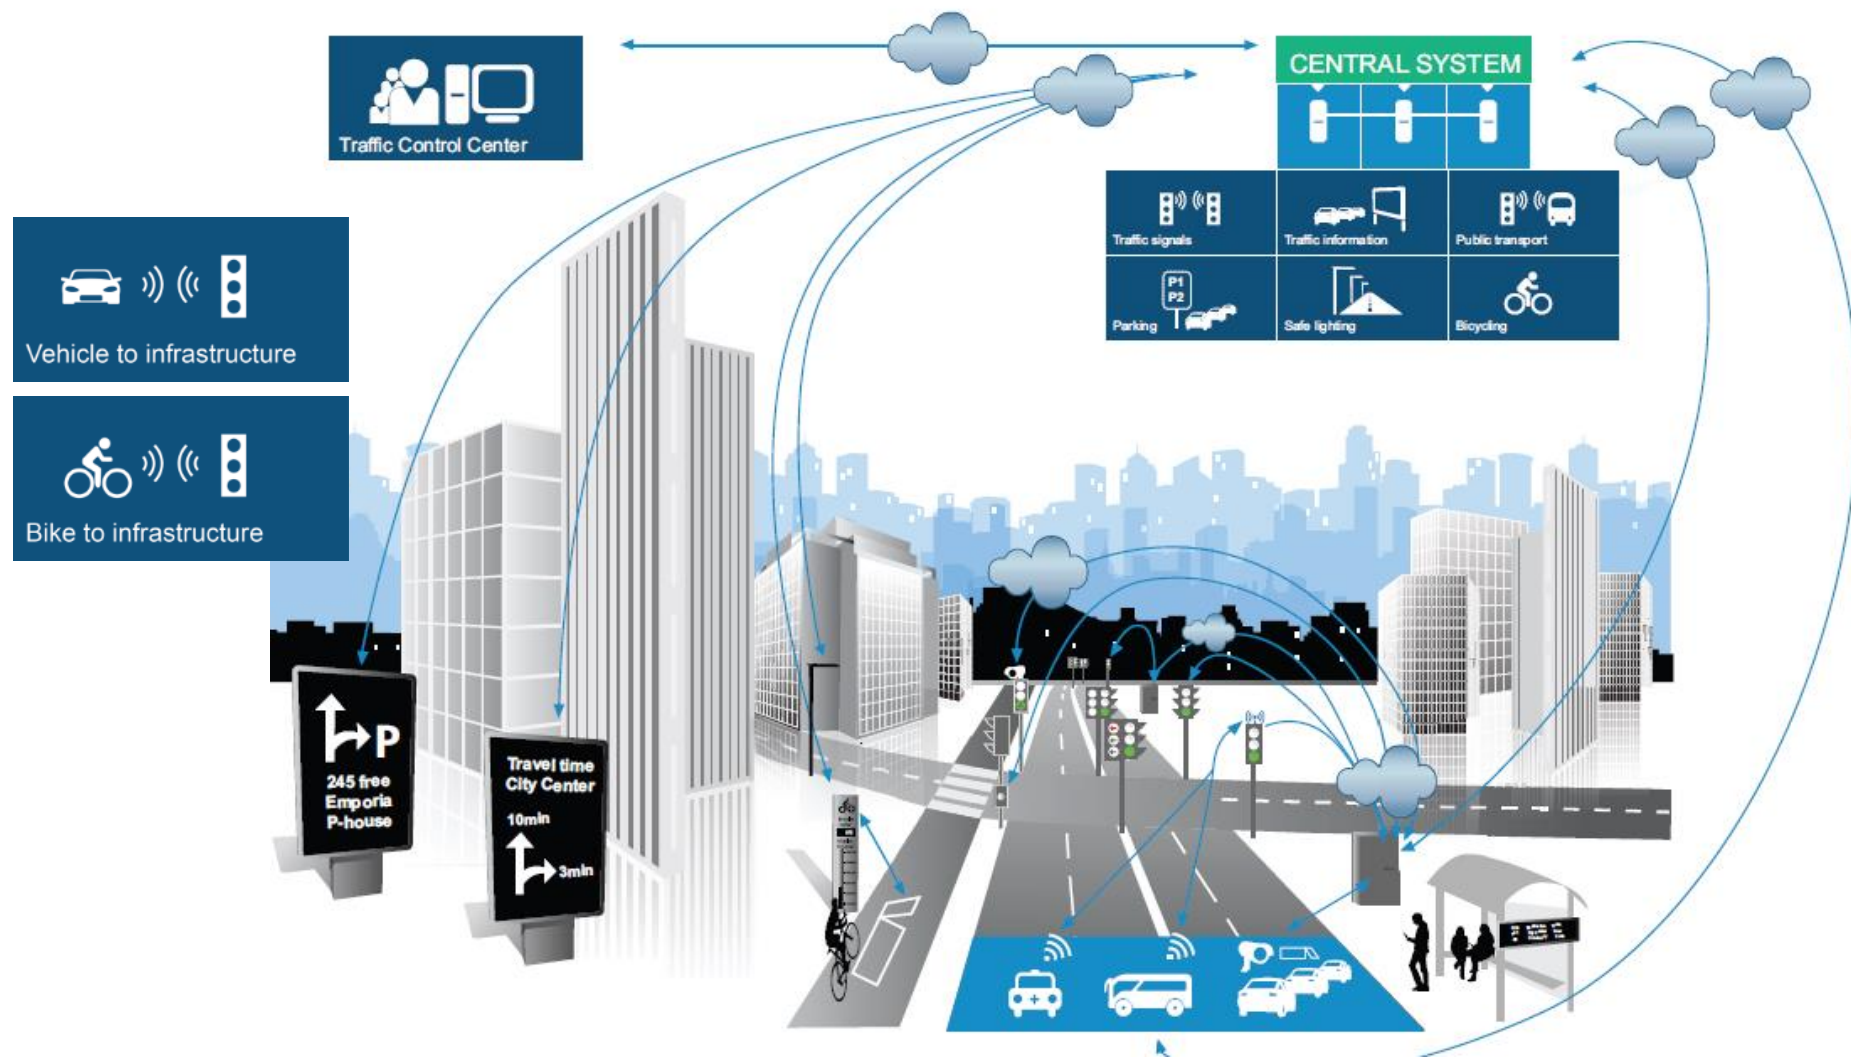 CENTRAL SYSTEM
Traffic Control Center
Traffic signals
Traffic information
Public transport
P1
P2
Parking
Safe lighting
Bicycling
Vehicle to infrastructure
Bike to infrastructure
P
245 free
Emporia
P-house
Travel time
City Center
10min
3min